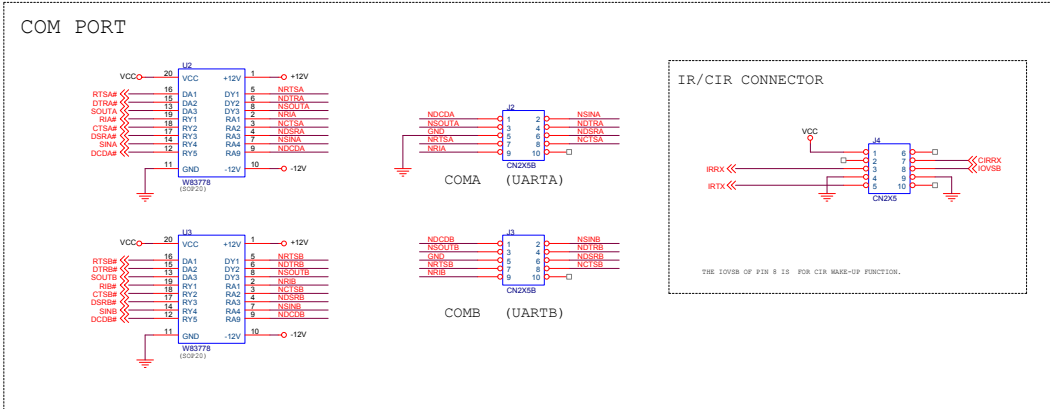 COM PORT
U2
VCC 20 VCC +12V 1 +12V
RTSA# 16 DA1 DY1 5 NRTSA
DTRA# 15 DA2 DY2 6 NDTRA
SOUTA 13 DA3 DY3 8 NSOUTA
RIA# 19 RY1 RA1 2 NRIA
CTSA# 18 RY2 RA2 3 NCTSA
DSRA# 17 RY3 RA3 4 NDSRA
SINA 14 RY4 RA4 7 NSINA
DCDA# 12 RY5 RA9 9 NDCDA
11 GND -12V 10 -12V
W83778
(SOP20)
J2
NDCDA 1 2 NSINA
NSOUTA 3 4 NDTRA
GND 5 6 NDSRA
NRTSA 7 8 NCTSA
NRIA 9 10
CN2X5B
COMA (UARTA)
IR/CIR CONNECTOR
VCC
J4
1 6
2 7 CIRRX
IRRX 3 8 IOVSB
4 9
IRTX 5 10
CN2X5
THE IOVSB OF PIN 8 IS FOR CIR WAKE-UP FUNCTION.
U3
VCC 20 VCC +12V 1 +12V
RTSB# 16 DA1 DY1 5 NRTSB
DTRB# 15 DA2 DY2 6 NDTRB
SOUTB 13 DA3 DY3 8 NSOUTB
RIB# 19 RY1 RA1 2 NRIB
CTSB# 18 RY2 RA2 3 NCTSB
DSRB# 17 RY3 RA3 4 NDSRB
SINB 14 RY4 RA4 7 NSINB
DCDB# 12 RY5 RA9 9 NDCDB
11 GND -12V 10 -12V
W83778
(SOP20)
J3
NDCDB 1 2 NSINB
NSOUTB 3 4 NDTRB
GND 5 6 NDSRB
NRTSB 7 8 NCTSB
NRIB 9 10
CN2X5B
COMB (UARTB)